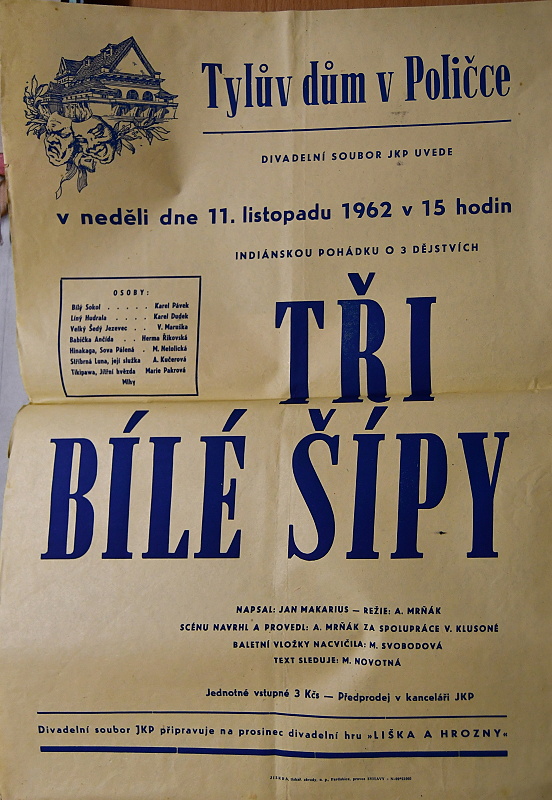 Tylův dům v Poličce
DIVADELNÍ SOUBOR JKP UVEDE
v neděli dne 11. listopadu 1962 v 15 hodin
INDIÁNSKOU POHÁDKU O 3 DĚJSTVÍCH
OSOBY:
Bílý Sokol . . . . . Karel Pávek
Líný Hudrala . . . . Karel Dušek
Velký Šedý Jezevec . . V. Marniška
Babička Ančida . . Herma Říkovská
Hinakaga, Sova Pálená . M. Nelolická
Stříbrná Luna, její služka A. Kučerová
Tikipawa, Jitřní hvězda Marie Pakrová
Mlhy
TŘI
BÍLÉ ŠÍPY
NAPSAL: JAN MAKARIUS — REŽIE: A. MRŇÁK
SCÉNU NAVRHL A PROVEDL: A. MRŇÁK ZA SPOLUPRÁCE V. KLUSONĚ
BALETNÍ VLOŽKY NACVIČILA: M. SVOBODOVÁ
TEXT SLEDUJE: M. NOVOTNÁ
Jednotné vstupné 3 Kčs — Předprodej v kanceláři JKP
Divadelní soubor JKP připravuje na prosinec divadelní hru »LIŠKA A HROZNY«